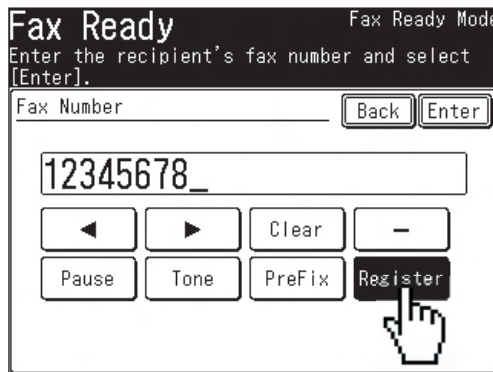 Fax Ready
Fax Ready Mode
Enter the recipient's fax number and select
[Enter].
Fax Number
Back Enter
12345678_
◀ ▶ Clear –
Pause Tone PreFix Register